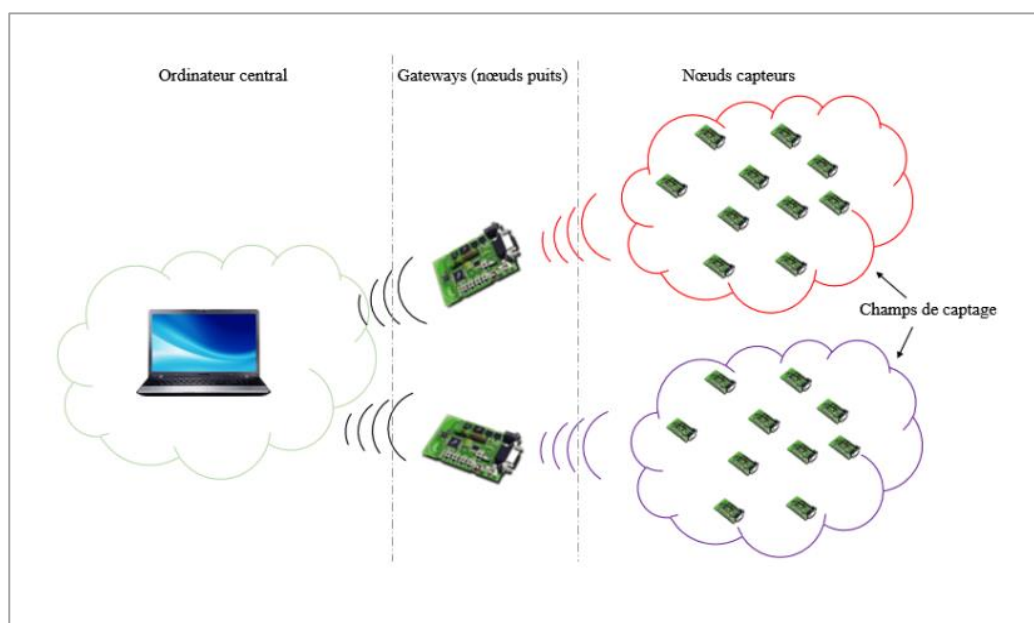 Ordinateur central
Gateways (nœuds puits)
Nœuds capteurs
Champs de captage